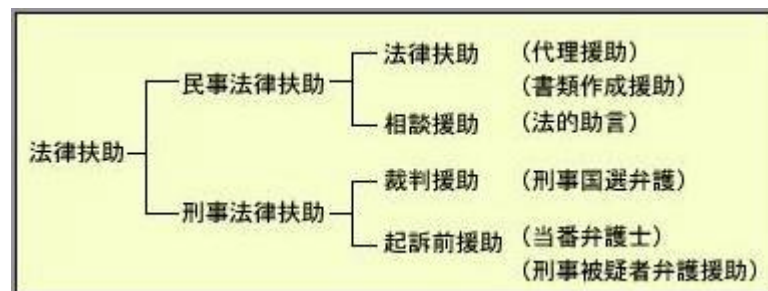 法律扶助 (代理援助)
民事法律扶助 (書類作成援助)
相談援助 (法的助言)
法律扶助
裁判援助 (刑事国選弁護)
刑事法律扶助
起訴前援助 (当番弁護士)
(刑事被疑者弁護援助)